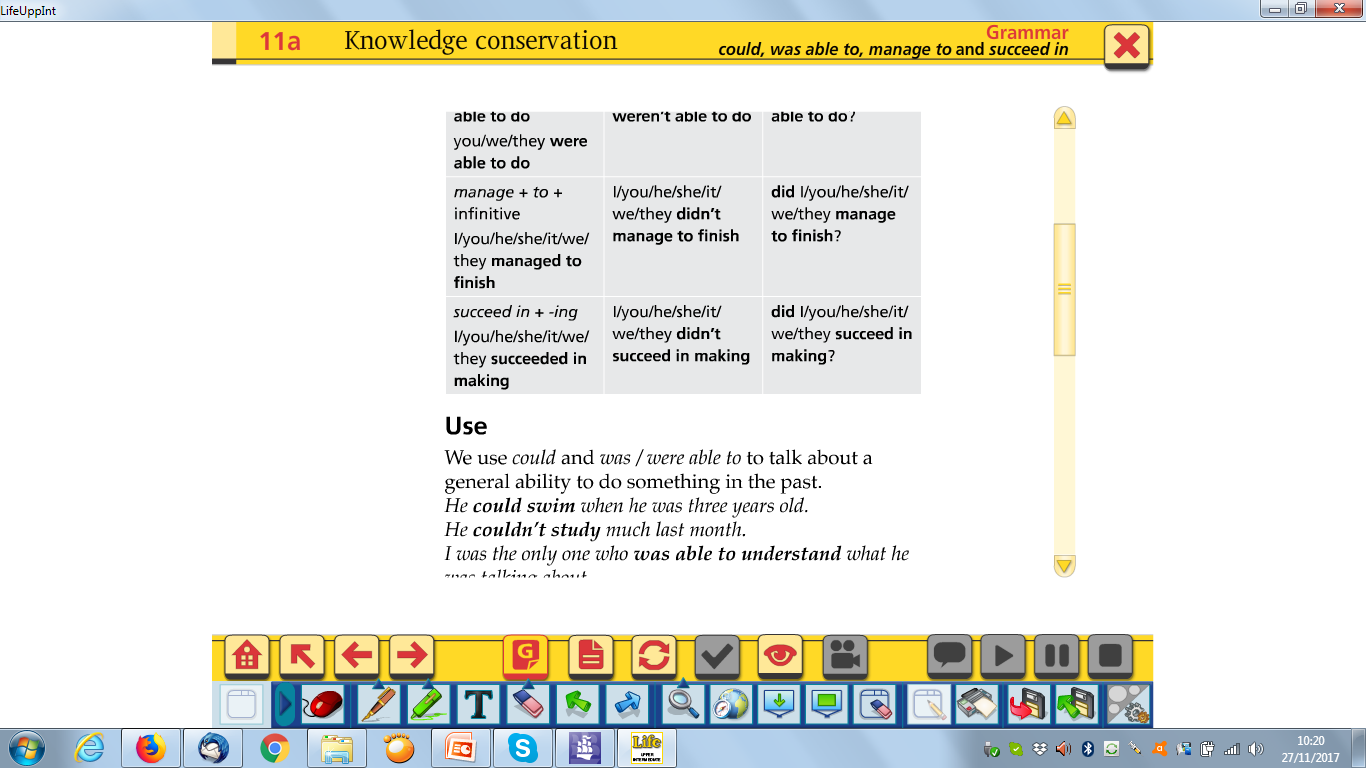 LifeUppInt
11a Knowledge conservation
Grammar
could, was able to, manage to and succeed in
able to do
you/we/they were
able to do
weren't able to do
able to do?
manage + to +
infinitive
I/you/he/she/it/we/
they managed to
finish
I/you/he/she/it/
we/they didn't
manage to finish
did I/you/he/she/it/
we/they manage
to finish?
succeed in + -ing
I/you/he/she/it/we/
they succeeded in
making
I/you/he/she/it/
we/they didn't
succeed in making
did I/you/he/she/it/
we/they succeed in
making?
Use
We use could and was / were able to to talk about a
general ability to do something in the past.
He could swim when he was three years old.
He couldn't study much last month.
I was the only one who was able to understand what he
was talking about
G
T
Life
UPPER
INTERMEDIATE
10:20
27/11/2017